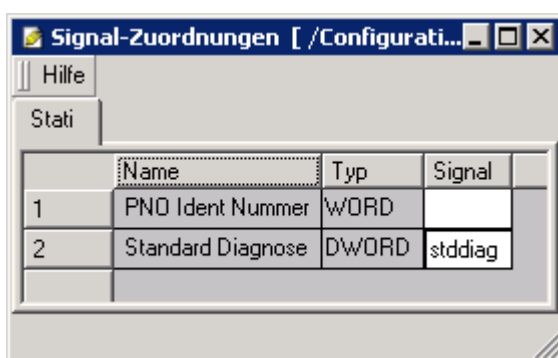 Signal-Zuordnungen [ /Configurati...
Hilfe
Stati
Name Typ Signal
1 PNO Ident Nummer WORD
2 Standard Diagnose DWORD stddiag